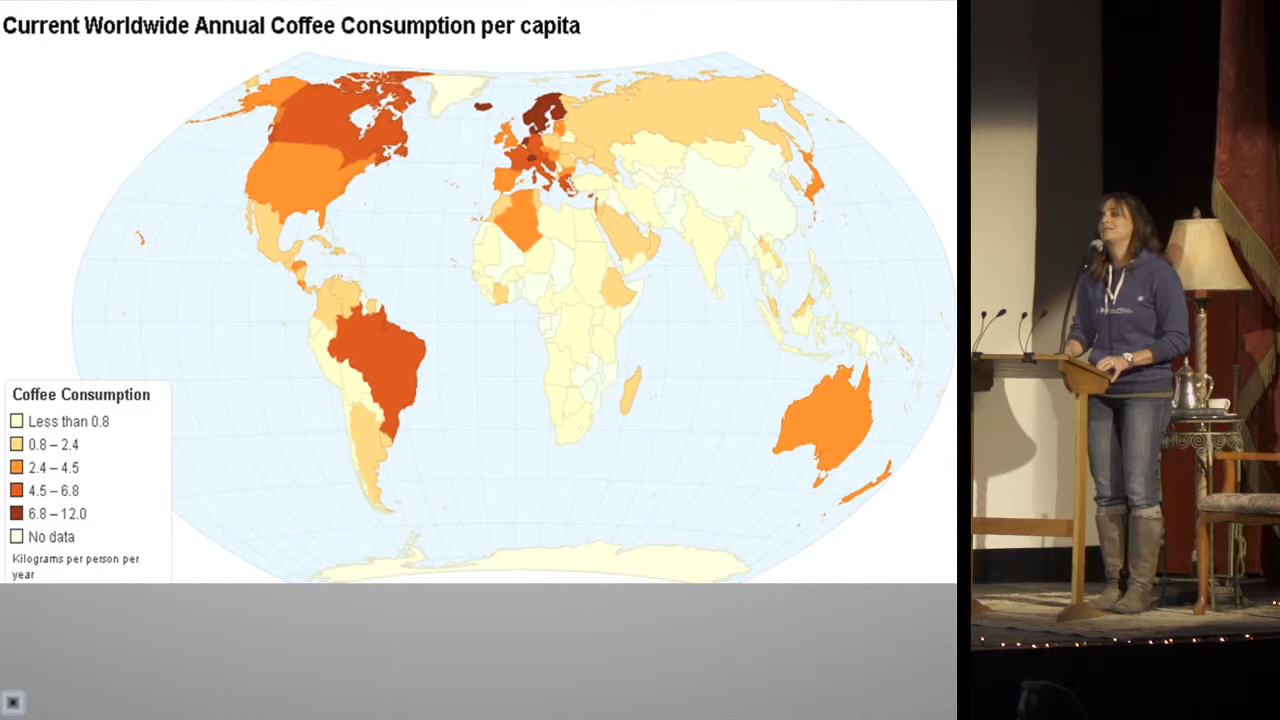 Current Worldwide Annual Coffee Consumption per capita
Coffee Consumption
Less than 0.8
0.8 – 2.4
2.4 – 4.5
4.5 – 6.8
6.8 – 12.0
No data
Kilograms per person per
year